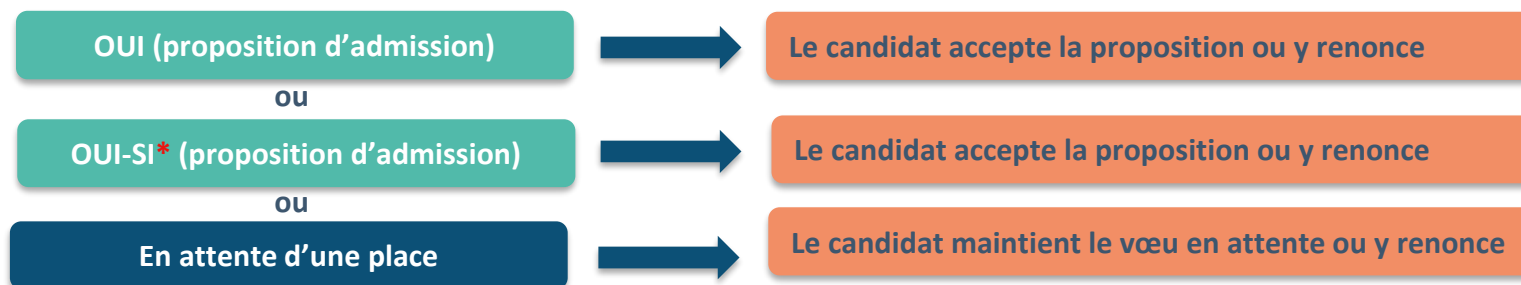 OUI (proposition d’admission)
Le candidat accepte la proposition ou y renonce
ou
OUI-SI* (proposition d’admission)
Le candidat accepte la proposition ou y renonce
ou
En attente d’une place
Le candidat maintient le vœu en attente ou y renonce